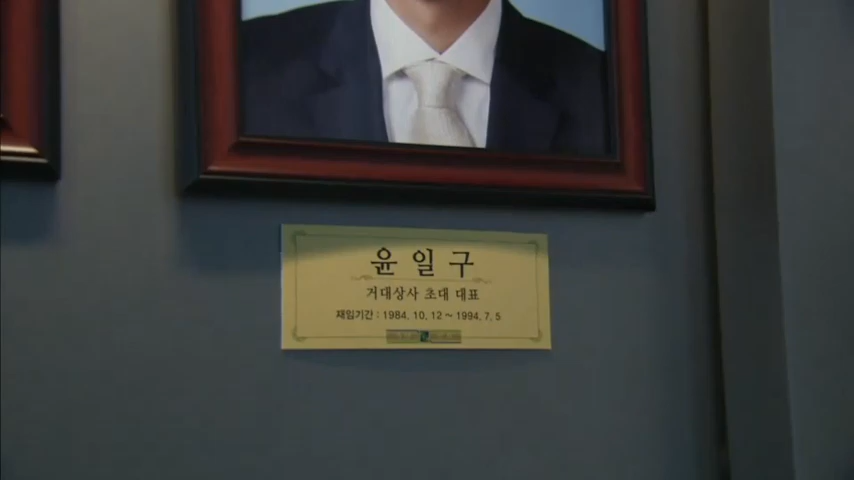 윤일구
거대상사 초대 대표
재임기간 : 1984. 10. 12 ~ 1994. 7. 5